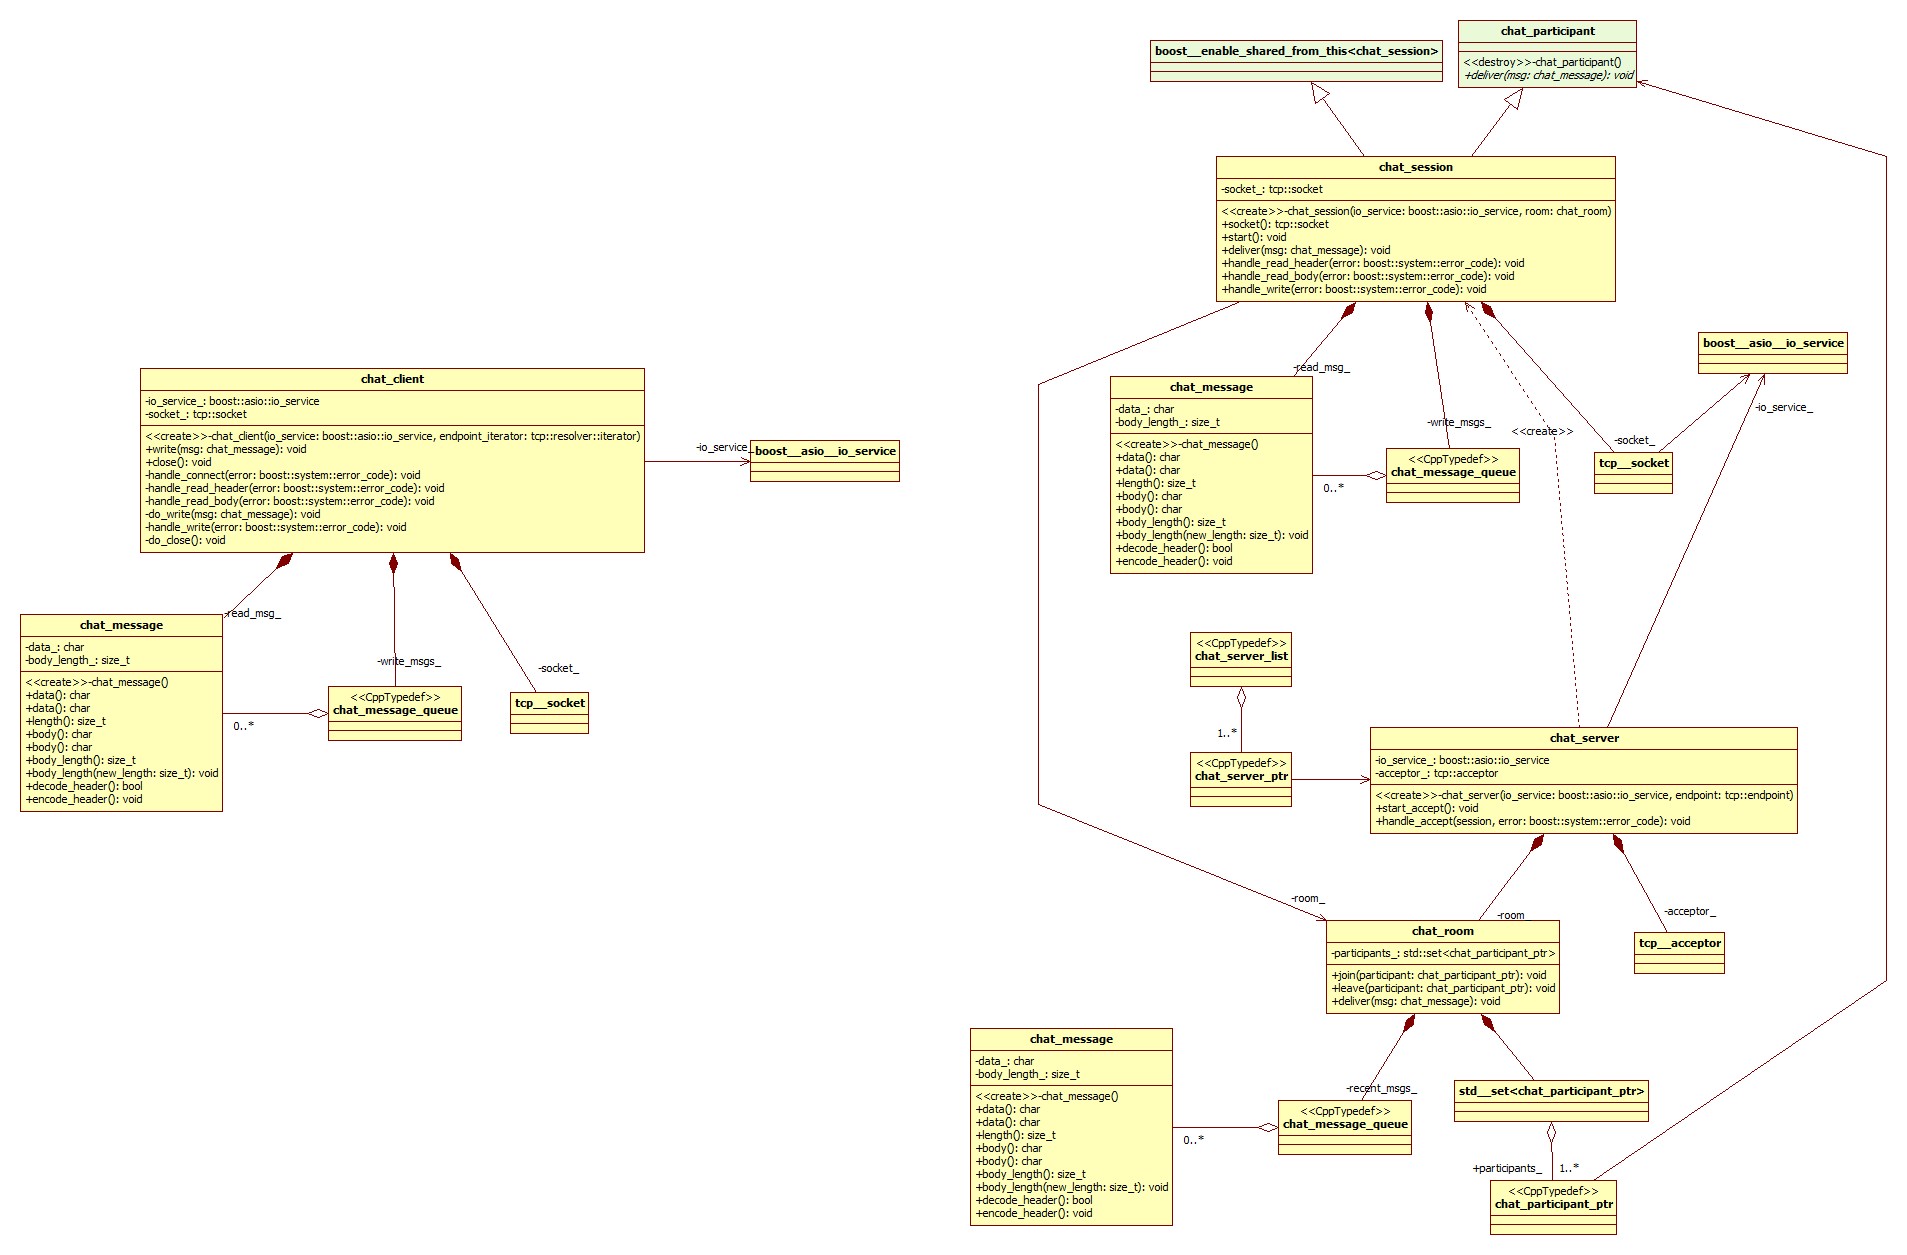 boost__enable_shared_from_this<chat_session>
chat_participant
<<destroy>>-chat_participant()
+deliver(msg: chat_message): void
chat_session
-socket_: tcp::socket
<<create>>-chat_session(io_service: boost::asio::io_service, room: chat_room)
+socket(): tcp::socket
+start(): void
+deliver(msg: chat_message): void
+handle_read_header(error: boost::system::error_code): void
+handle_read_body(error: boost::system::error_code): void
+handle_write(error: boost::system::error_code): void
boost__asio__io_service
-io_service_
-read_msg_
chat_message
-data_: char
-body_length_: size_t
<<create>>-chat_message()
+data(): char
+data(): char
+length(): size_t
+body(): char
+body(): char
+body_length(): size_t
+body_length(new_length: size_t): void
+decode_header(): bool
+encode_header(): void
-write_msgs_
<<CppTypedef>>
chat_message_queue
0..*
<<create>>
-socket_
tcp__socket
chat_client
-io_service_: boost::asio::io_service
-socket_: tcp::socket
<<create>>-chat_client(io_service: boost::asio::io_service, endpoint_iterator: tcp::resolver::iterator)
+write(msg: chat_message): void
+close(): void
-handle_connect(error: boost::system::error_code): void
-handle_read_header(error: boost::system::error_code): void
-handle_read_body(error: boost::system::error_code): void
-do_write(msg: chat_message): void
-handle_write(error: boost::system::error_code): void
-do_close(): void
-io_service_
boost__asio__io_service
-read_msg_
chat_message
-data_: char
-body_length_: size_t
<<create>>-chat_message()
+data(): char
+data(): char
+length(): size_t
+body(): char
+body(): char
+body_length(): size_t
+body_length(new_length: size_t): void
+decode_header(): bool
+encode_header(): void
-write_msgs_
<<CppTypedef>>
chat_message_queue
0..*
-socket_
tcp__socket
<<CppTypedef>>
chat_server_list
1..*
<<CppTypedef>>
chat_server_ptr
chat_server
-io_service_: boost::asio::io_service
-acceptor_: tcp::acceptor
<<create>>-chat_server(io_service: boost::asio::io_service, endpoint: tcp::endpoint)
+start_accept(): void
+handle_accept(session, error: boost::system::error_code): void
-room_
-room_
-acceptor_
tcp__acceptor
chat_room
-participants_: std::set<chat_participant_ptr>
+join(participant: chat_participant_ptr): void
+leave(participant: chat_participant_ptr): void
+deliver(msg: chat_message): void
chat_message
-data_: char
-body_length_: size_t
<<create>>-chat_message()
+data(): char
+data(): char
+length(): size_t
+body(): char
+body(): char
+body_length(): size_t
+body_length(new_length: size_t): void
+decode_header(): bool
+encode_header(): void
-recent_msgs_
<<CppTypedef>>
chat_message_queue
0..*
std__set<chat_participant_ptr>
+participants_
1..*
<<CppTypedef>>
chat_participant_ptr